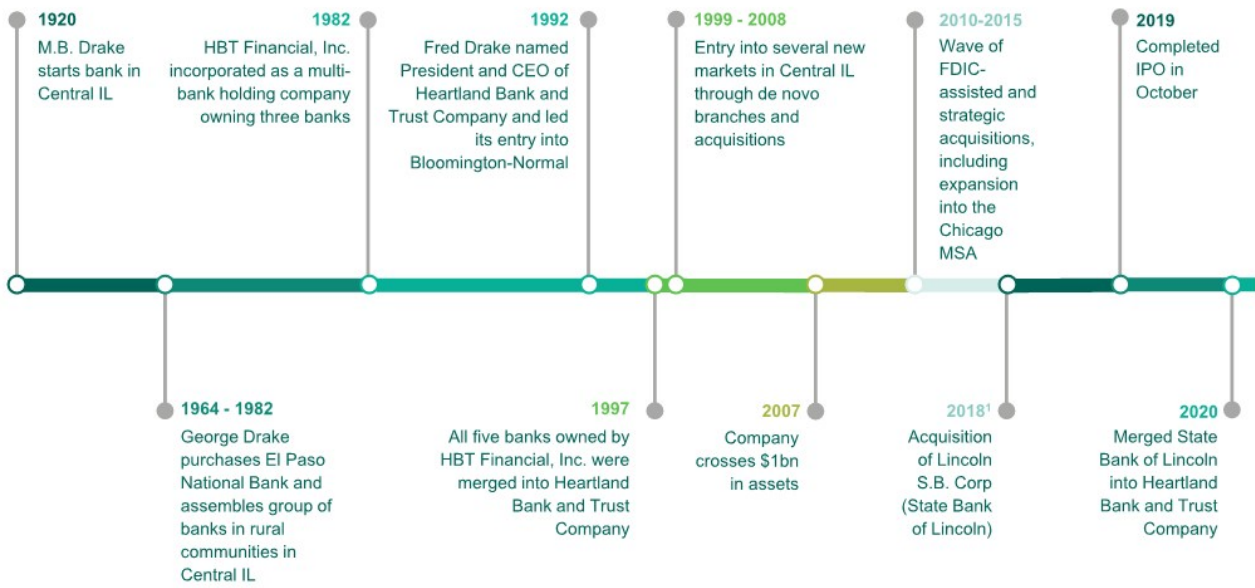 1920
M.B. Drake
starts bank in
Central IL
1982
HBT Financial, Inc.
incorporated as a multi-
bank holding company
owning three banks
1992
Fred Drake named
President and CEO of
Heartland Bank and
Trust Company and led
its entry into
Bloomington-Normal
1999 - 2008
Entry into several new
markets in Central IL
through de novo
branches and
acquisitions
2010-2015
Wave of
FDIC-
assisted and
strategic
acquisitions,
including
expansion
into the
Chicago
MSA
2019
Completed
IPO in
October
1964 - 1982
George Drake
purchases El Paso
National Bank and
assembles group of
banks in rural
communities in
Central IL
1997
All five banks owned by
HBT Financial, Inc. were
merged into Heartland
Bank and Trust
Company
2007
Company
crosses $1bn
in assets
2018¹
Acquisition
of Lincoln
S.B. Corp
(State Bank
of Lincoln)
2020
Merged State
Bank of Lincoln
into Heartland
Bank and Trust
Company